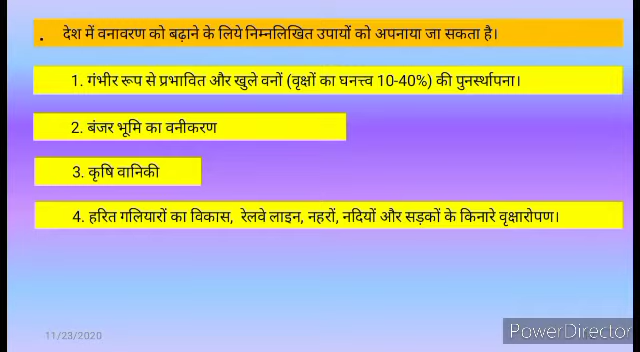 . देश में वनावरण को बढ़ाने के लिये निम्नलिखित उपायों को अपनाया जा सकता है।
1. गंभीर रूप से प्रभावित और खुले वनों (वृक्षों का घनत्त्व 10-40%) की पुनर्स्थापना।
2. बंजर भूमि का वनीकरण
3. कृषि वानिकी
4. हरित गलियारों का विकास, रेलवे लाइन, नहरों, नदियों और सड़कों के किनारे वृक्षारोपण।
11/23/2020
PowerDirector